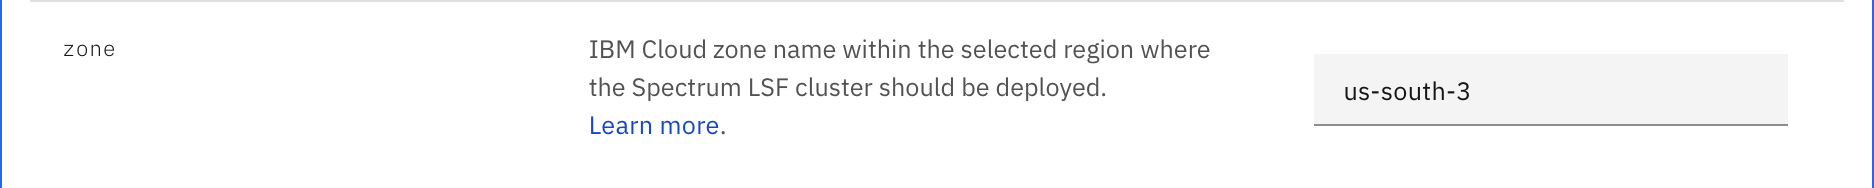 zone
IBM Cloud zone name within the selected region where
the Spectrum LSF cluster should be deployed.
Learn more.
us-south-3